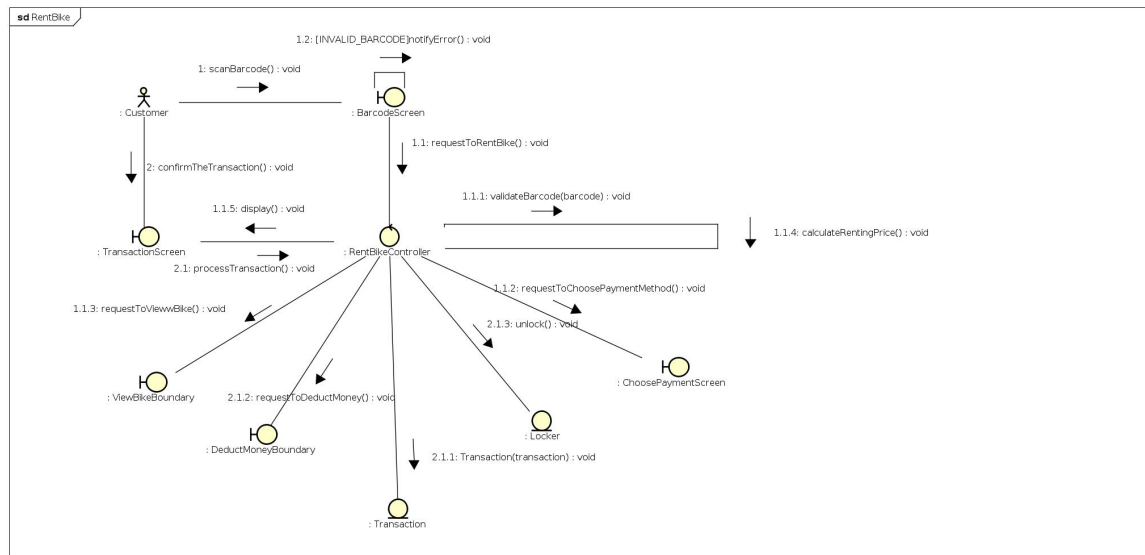 sd RentBike
1.2: [INVALID_BARCODE]notifyError() : void
1: scanBarcode() : void
: Customer
: BarcodeScreen
1.1: requestToRentBike() : void
2: confirmTheTransaction() : void
1.1.1: validateBarcode(barcode) : void
1.1.5: display() : void
1.1.4: calculateRentingPrice() : void
: TransactionScreen
: RentBikeController
2.1: processTransaction() : void
1.1.2: requestToChoosePaymentMethod() : void
1.1.3: requestToViewwBike() : void
2.1.3: unlock() : void
: ChoosePaymentScreen
: ViewBikeBoundary
2.1.2: requestToDeductMoney() : void
: Locker
: DeductMoneyBoundary
2.1.1: Transaction(transaction) : void
: Transaction